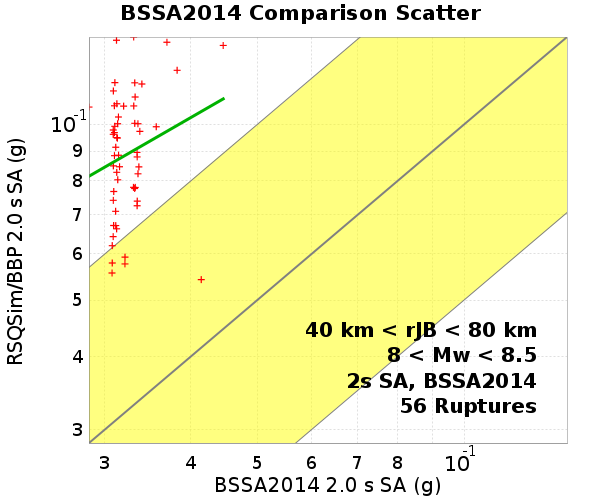 BSSA2014 Comparison Scatter
RSQSim/BBP 2.0 s SA (g)
10-1
9
8
7
6
5
4
3
40 km < rJB < 80 km
8 < Mw < 8.5
2s SA, BSSA2014
56 Ruptures
3 4 5 6 7 8 10-1
BSSA2014 2.0 s SA (g)